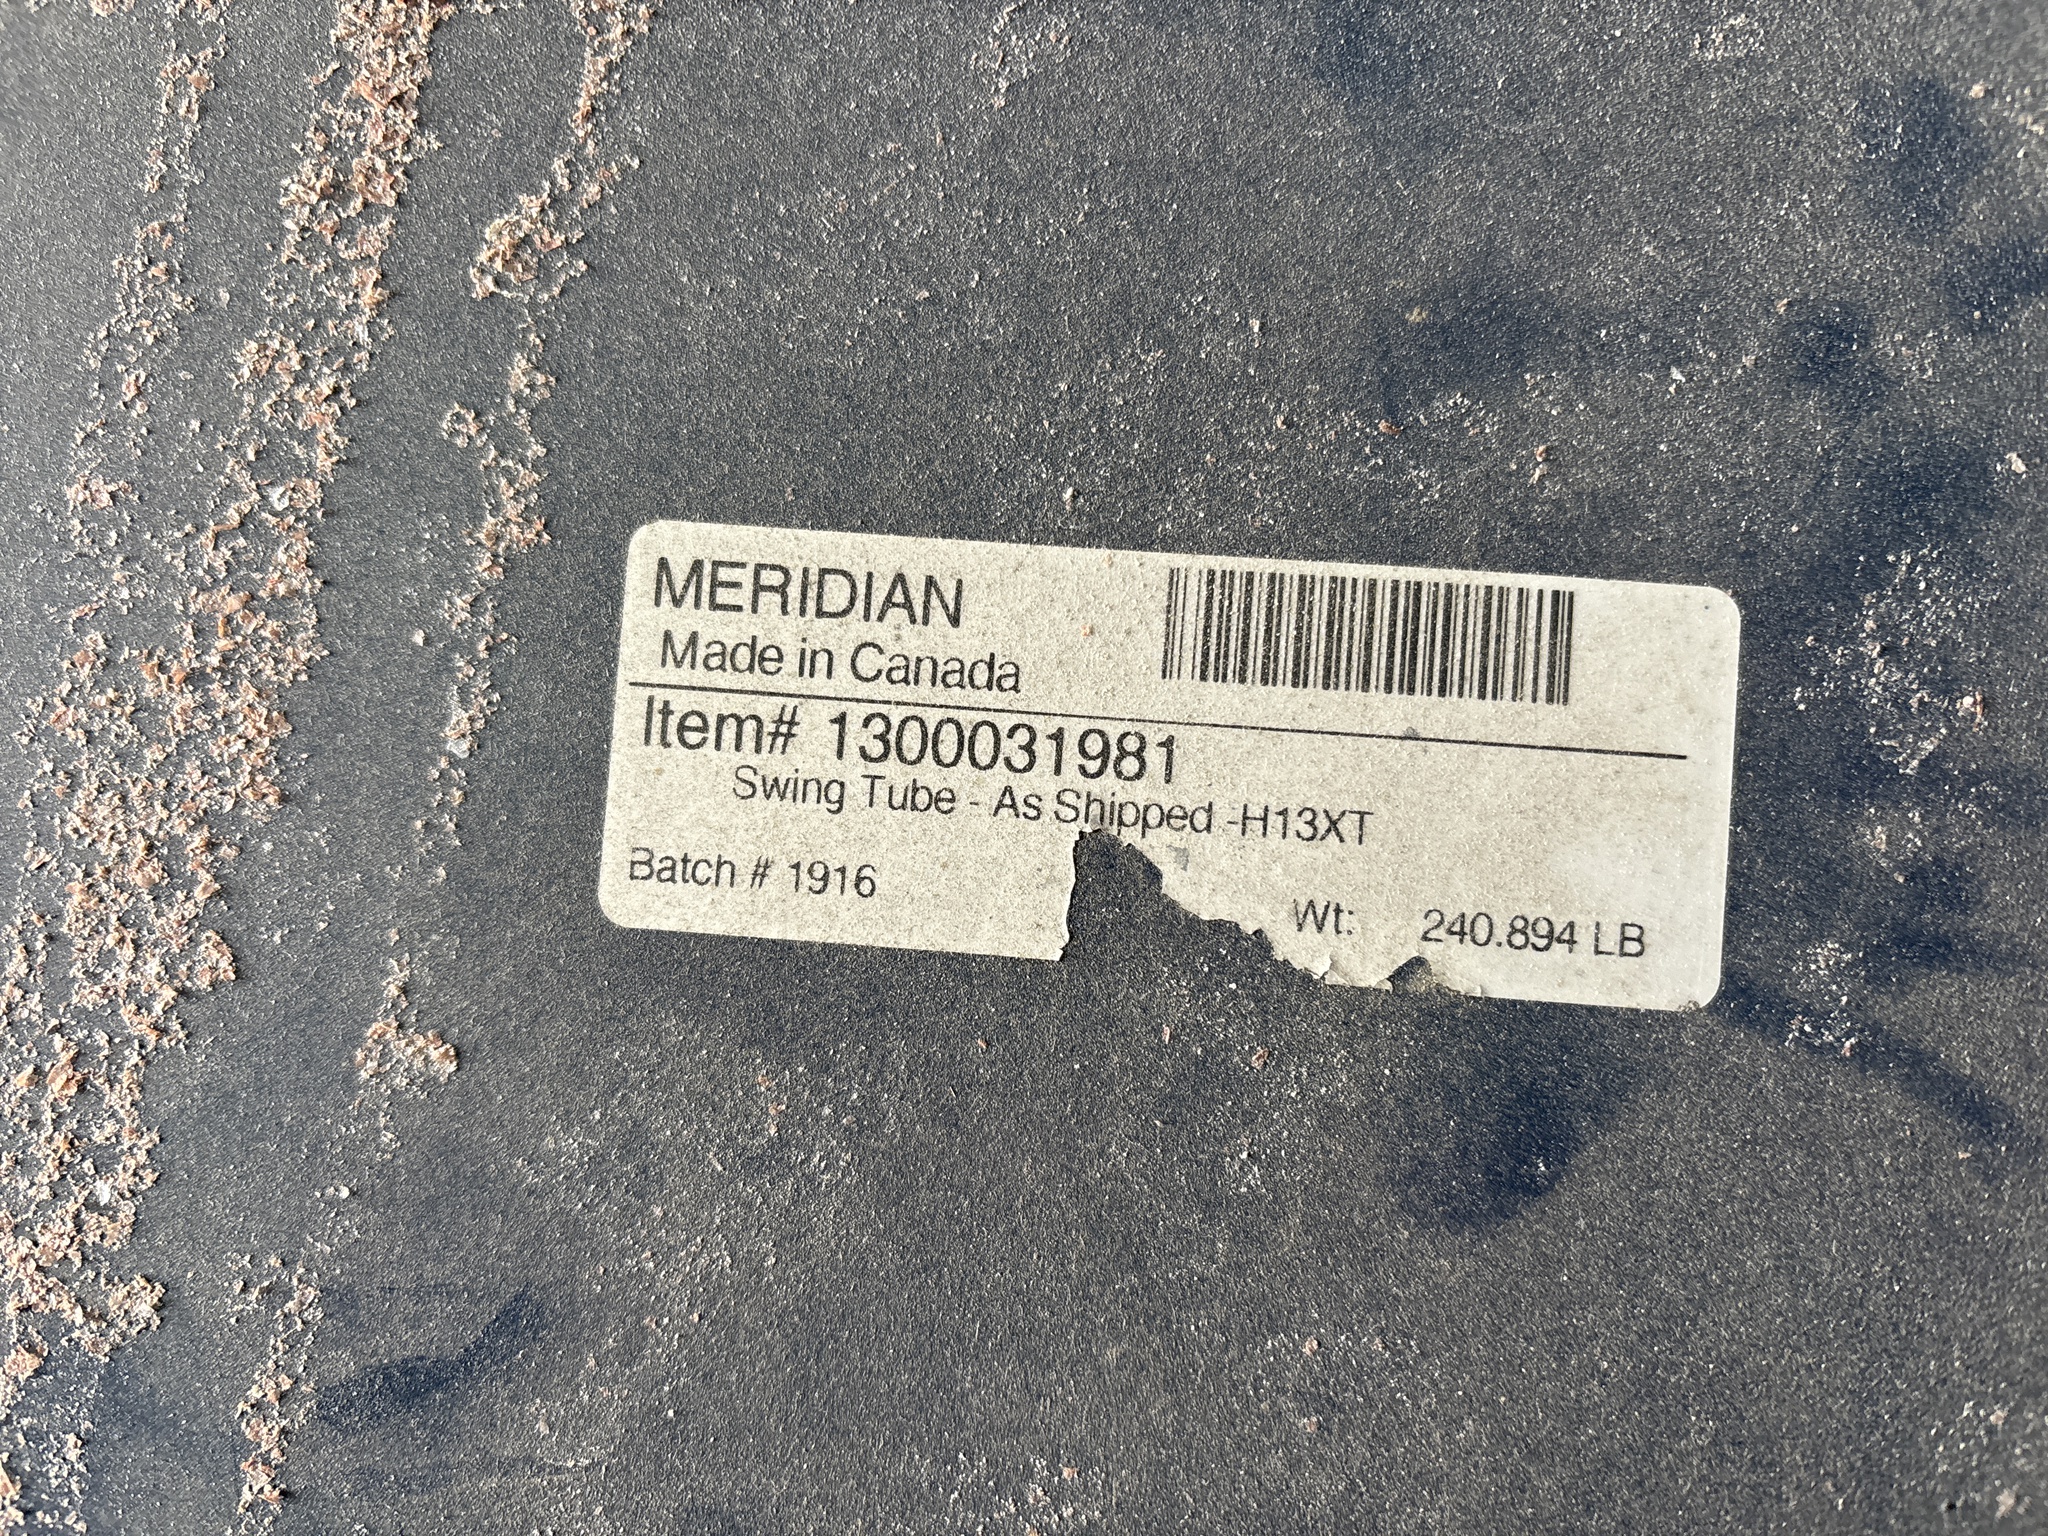 MERIDIAN
Made in Canada
Item# 1300031981
Swing Tube - As Shipped -H13XT
Batch # 1916
Wt: 240.894 LB